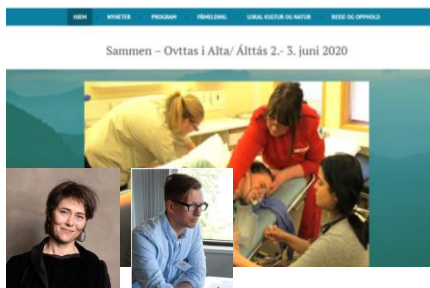 HJEM NYHETER PROGRAM PÅMELDING LOKAL KULTUR OG NATUR REISE OG OPPHOLD
Sammen – Ovttas i Alta/ Álttás 2.- 3. juni 2020